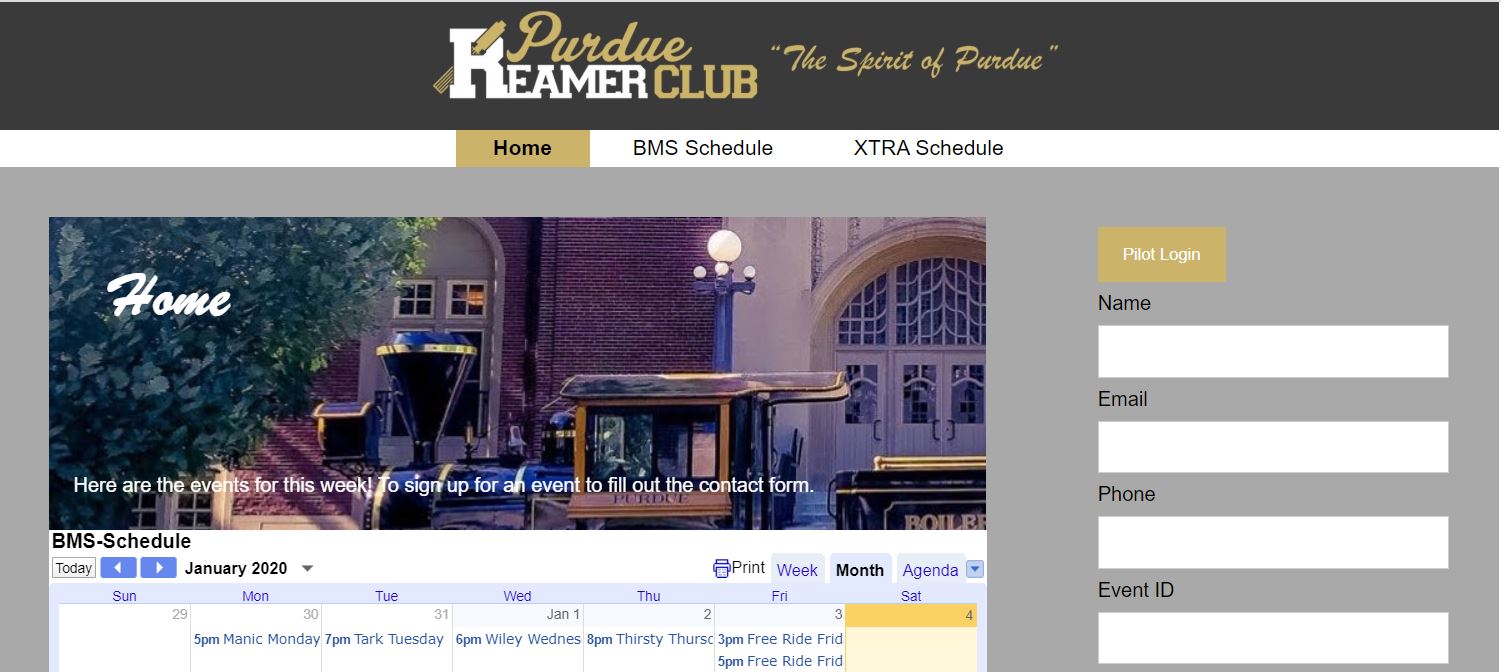 Purdue
REAMER CLUB
"The Spirit of Purdue"
Home BMS Schedule XTRA Schedule
Home
Here are the events for this week! To sign up for an event to fill out the contact form.
PURDUE
BOILER
Pilot Login
Name
Email
Phone
Event ID
BMS-Schedule
Today January 2020 Print Week Month Agenda
Sun Mon Tue Wed Thu Fri Sat
29 30 31 Jan 1 2 3 4
5pm Manic Monday 7pm Tark Tuesday 6pm Wiley Wednes 8pm Thirsty Thursd 3pm Free Ride Frid
5pm Free Ride Frid